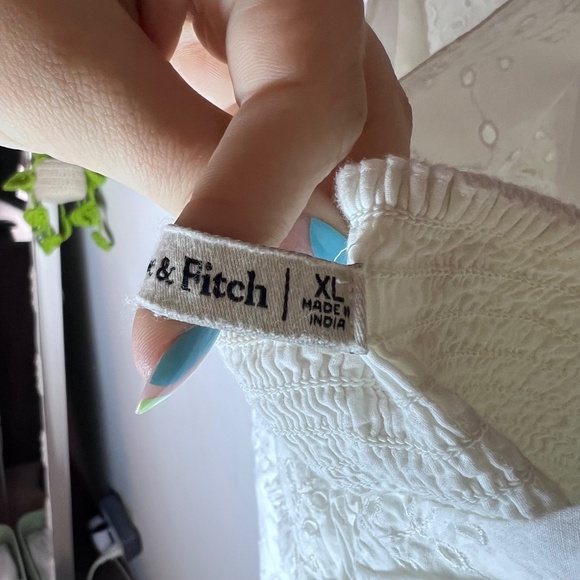 & Fitch | XL
MADE IN
INDIA